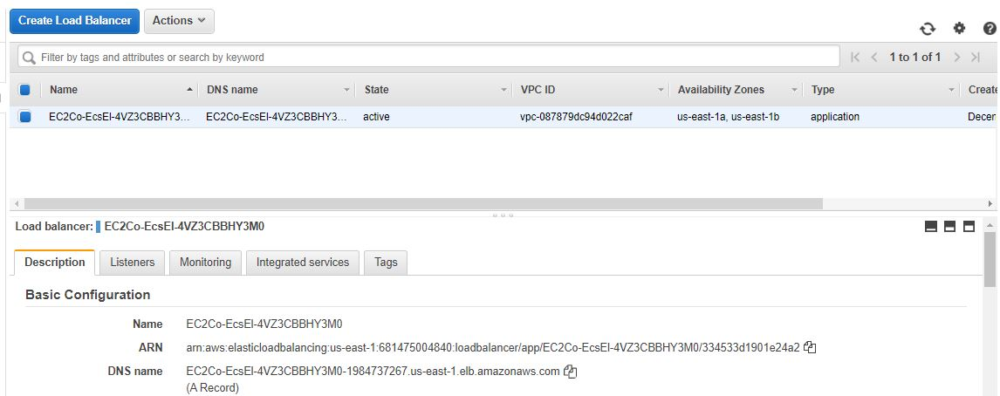 Create Load Balancer Actions
Filter by tags and attributes or search by keyword 1 to 1 of 1
Name DNS name State VPC ID Availability Zones Type Create
EC2Co-EcsEl-4VZ3CBBHY3... EC2Co-EcsEl-4VZ3CBBHY3... active vpc-087879dc94d022caf us-east-1a, us-east-1b application Decen
Load balancer: EC2Co-EcsEl-4VZ3CBBHY3M0
Description Listeners Monitoring Integrated services Tags
Basic Configuration
Name EC2Co-EcsEl-4VZ3CBBHY3M0
ARN arn:aws:elasticloadbalancing:us-east-1:681475004840:loadbalancer/app/EC2Co-EcsEl-4VZ3CBBHY3M0/334533d1901e24a2
DNS name EC2Co-EcsEl-4VZ3CBBHY3M0-1984737267.us-east-1.elb.amazonaws.com
(A Record)